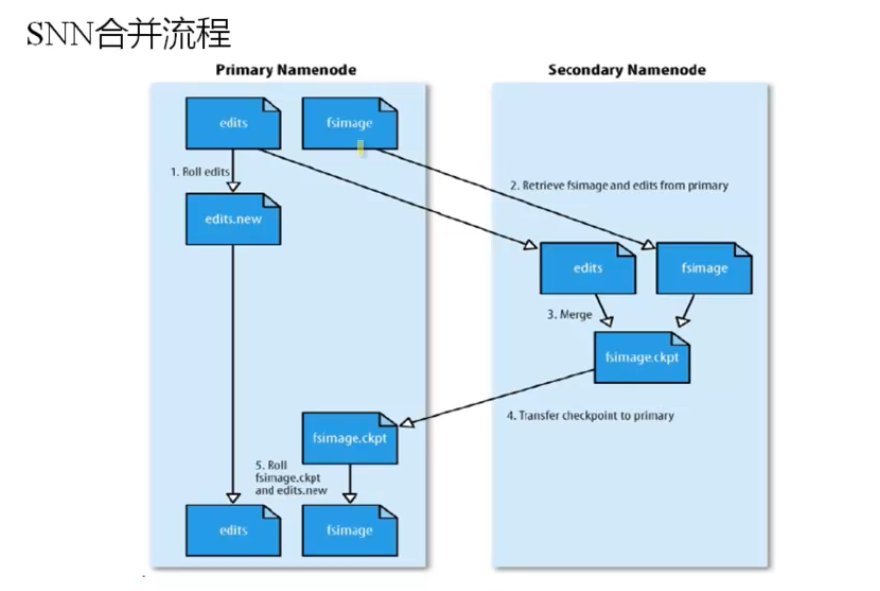 SNN合并流程
Primary Namenode
Secondary Namenode
edits
fsimage
1. Roll edits
2. Retrieve fsimage and edits from primary
edits.new
edits
fsimage
3. Merge
fsimage.ckpt
4. Transfer checkpoint to primary
fsimage.ckpt
5. Roll
fsimage.ckpt
and edits.new
edits
fsimage